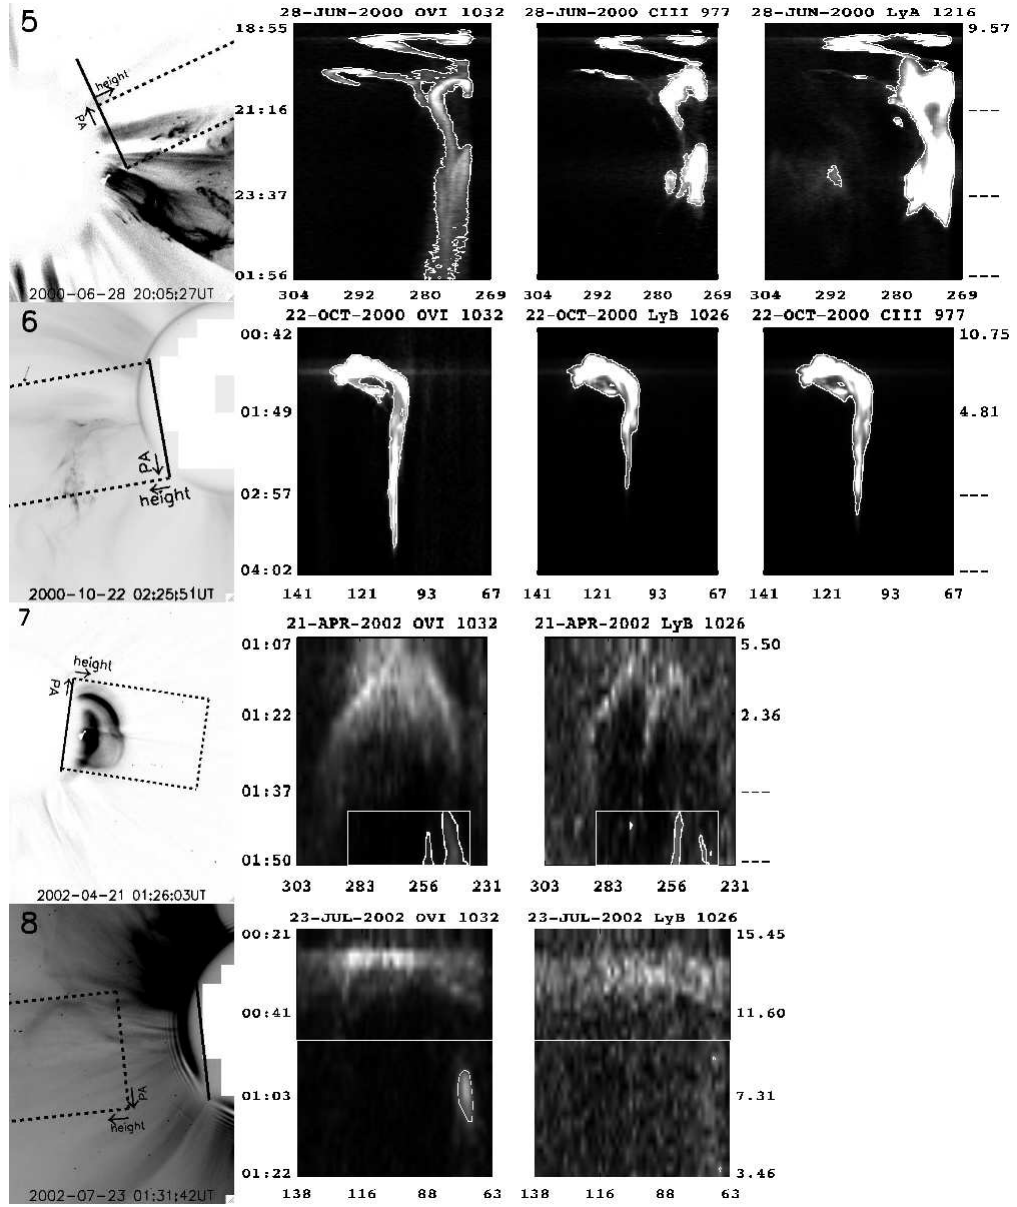 5
28-JUN-2000 OVI 1032
28-JUN-2000 CIII 977
28-JUN-2000 LyA 1216
height
PA
18:55
21:16
23:37
01:56
9.57
---
---
---
2000-06-28 20:05:27UT
304 292 280 269
304 292 280 269
304 292 280 269
6
22-OCT-2000 OVI 1032
22-OCT-2000 LyB 1026
22-OCT-2000 CIII 977
PA
height
00:42
01:49
02:57
04:02
10.75
4.81
---
---
2000-10-22 02:25:51UT
141 121 93 67
141 121 93 67
141 121 93 67
7
21-APR-2002 OVI 1032
21-APR-2002 LyB 1026
height
PA
01:07
01:22
01:37
01:50
5.50
2.36
---
---
2002-04-21 01:26:03UT
303 283 256 231
303 283 256 231
8
23-JUL-2002 OVI 1032
23-JUL-2002 LyB 1026
PA
height
00:21
00:41
01:03
01:22
15.45
11.60
7.31
3.46
2002-07-23 01:31:42UT
138 116 88 63
138 116 88 63